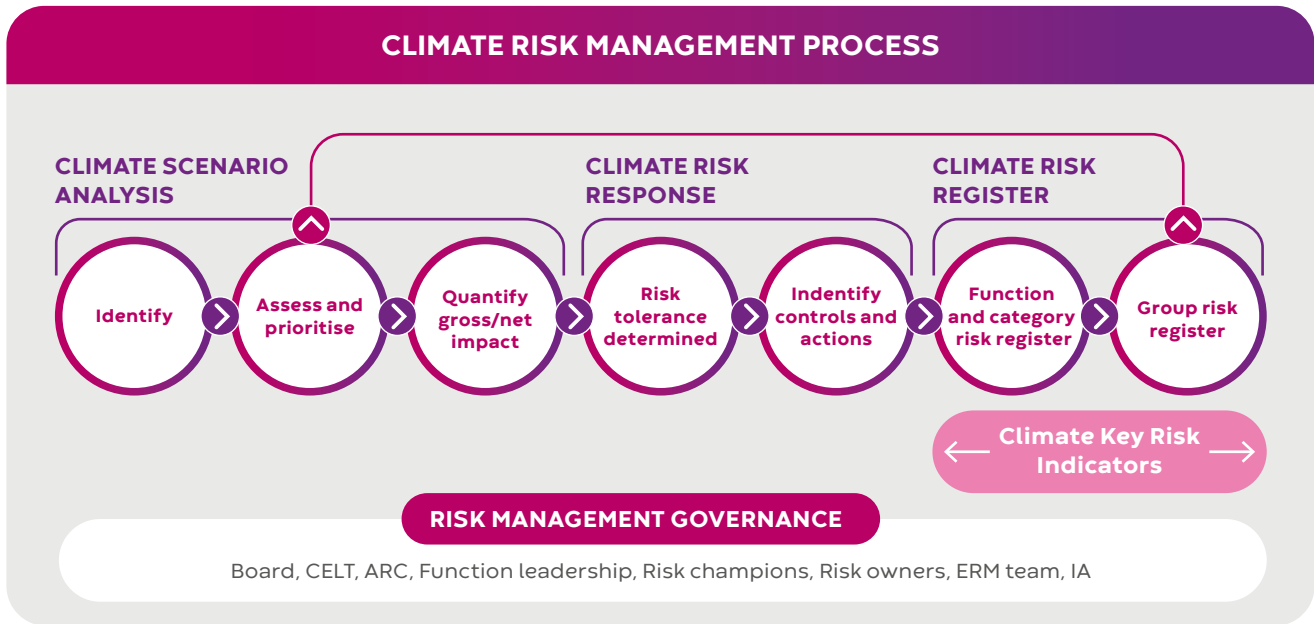 CLIMATE RISK MANAGEMENT PROCESS
CLIMATE SCENARIO
ANALYSIS
CLIMATE RISK
RESPONSE
CLIMATE RISK
REGISTER
Identify
Assess and
prioritise
Quantify
gross/net
impact
Risk
tolerance
determined
Indentify
controls and
actions
Function
and category
risk register
Group risk
register
Climate Key Risk
Indicators
RISK MANAGEMENT GOVERNANCE
Board, CELT, ARC, Function leadership, Risk champions, Risk owners, ERM team, IA